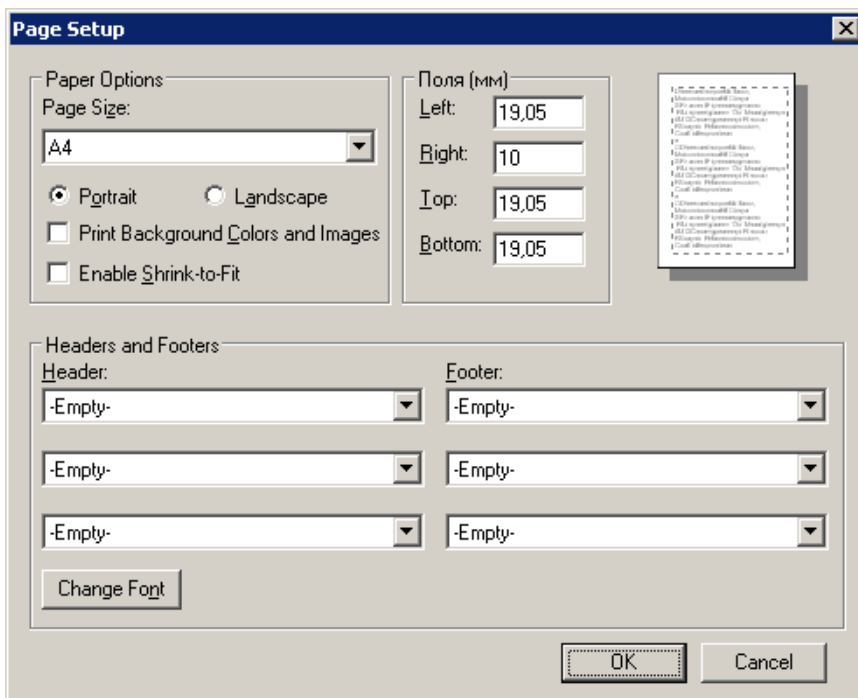 Page Setup
Paper Options
Page Size:
A4
Portrait
Landscape
Print Background Colors and Images
Enable Shrink-to-Fit
Поля (мм)
Left:
19,05
Right:
10
Top:
19,05
Bottom:
19,05
Headers and Footers
Header:
Footer:
-Empty-
-Empty-
-Empty-
-Empty-
-Empty-
-Empty-
Change Font
OK
Cancel